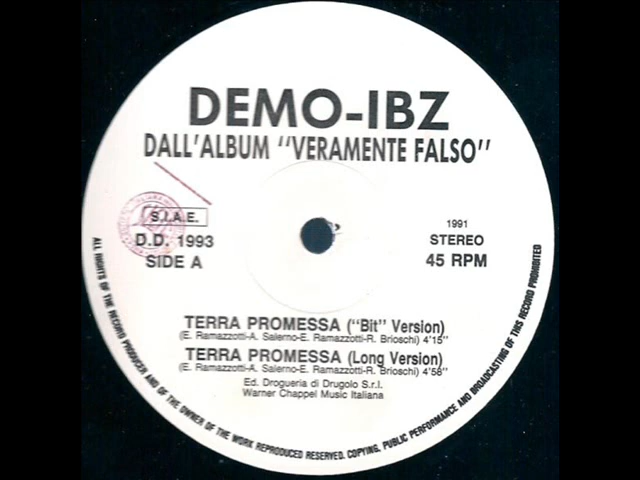 DEMO-IBZ
DALL'ALBUM "VERAMENTE FALSO"
S.I.A.E.
D.D. 1993
SIDE A
1991
STEREO
45 RPM
TERRA PROMESSA ("Bit" Version)
(E. Ramazzotti-A. Salerno-E. Ramazzotti-R. Brioschi) 4'15"
TERRA PROMESSA (Long Version)
(E. Ramazzotti-A. Salerno-E. Ramazzotti-R. Brioschi) 4'58"
Ed. Drogueria di Drugolo S.r.l.
Warner Chappel Music Italiana
ALL RIGHTS OF THE RECORD PRODUCER AND OF THE OWNER OF THE WORK REPRODUCED RESERVED. COPYING, PUBLIC PERFORMANCE AND BROADCASTING OF THIS RECORD PROHIBITED